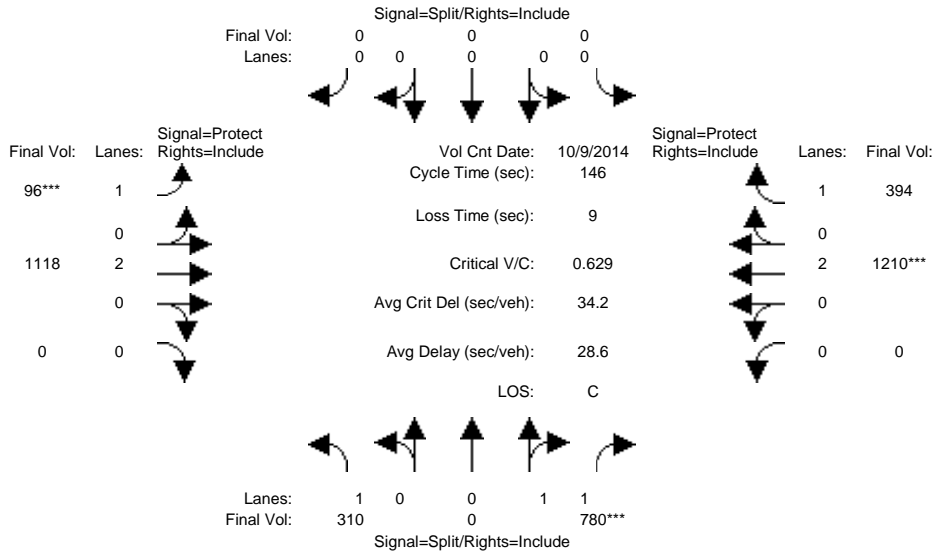 Signal=Split/Rights=Include
Final Vol: 0 0 0
Lanes: 0 0 0 0 0
Signal=Protect
Final Vol: Lanes: Rights=Include
Vol Cnt Date: 10/9/2014
Signal=Protect
Rights=Include Lanes: Final Vol:
Cycle Time (sec): 146
96*** 1
1 394
Loss Time (sec): 9
0
0
1118 2
Critical V/C: 0.629
2 1210***
0
Avg Crit Del (sec/veh): 34.2
0
0 0
Avg Delay (sec/veh): 28.6
0 0
LOS: C
Lanes: 1 0 0 1 1
Final Vol: 310 0 780***
Signal=Split/Rights=Include